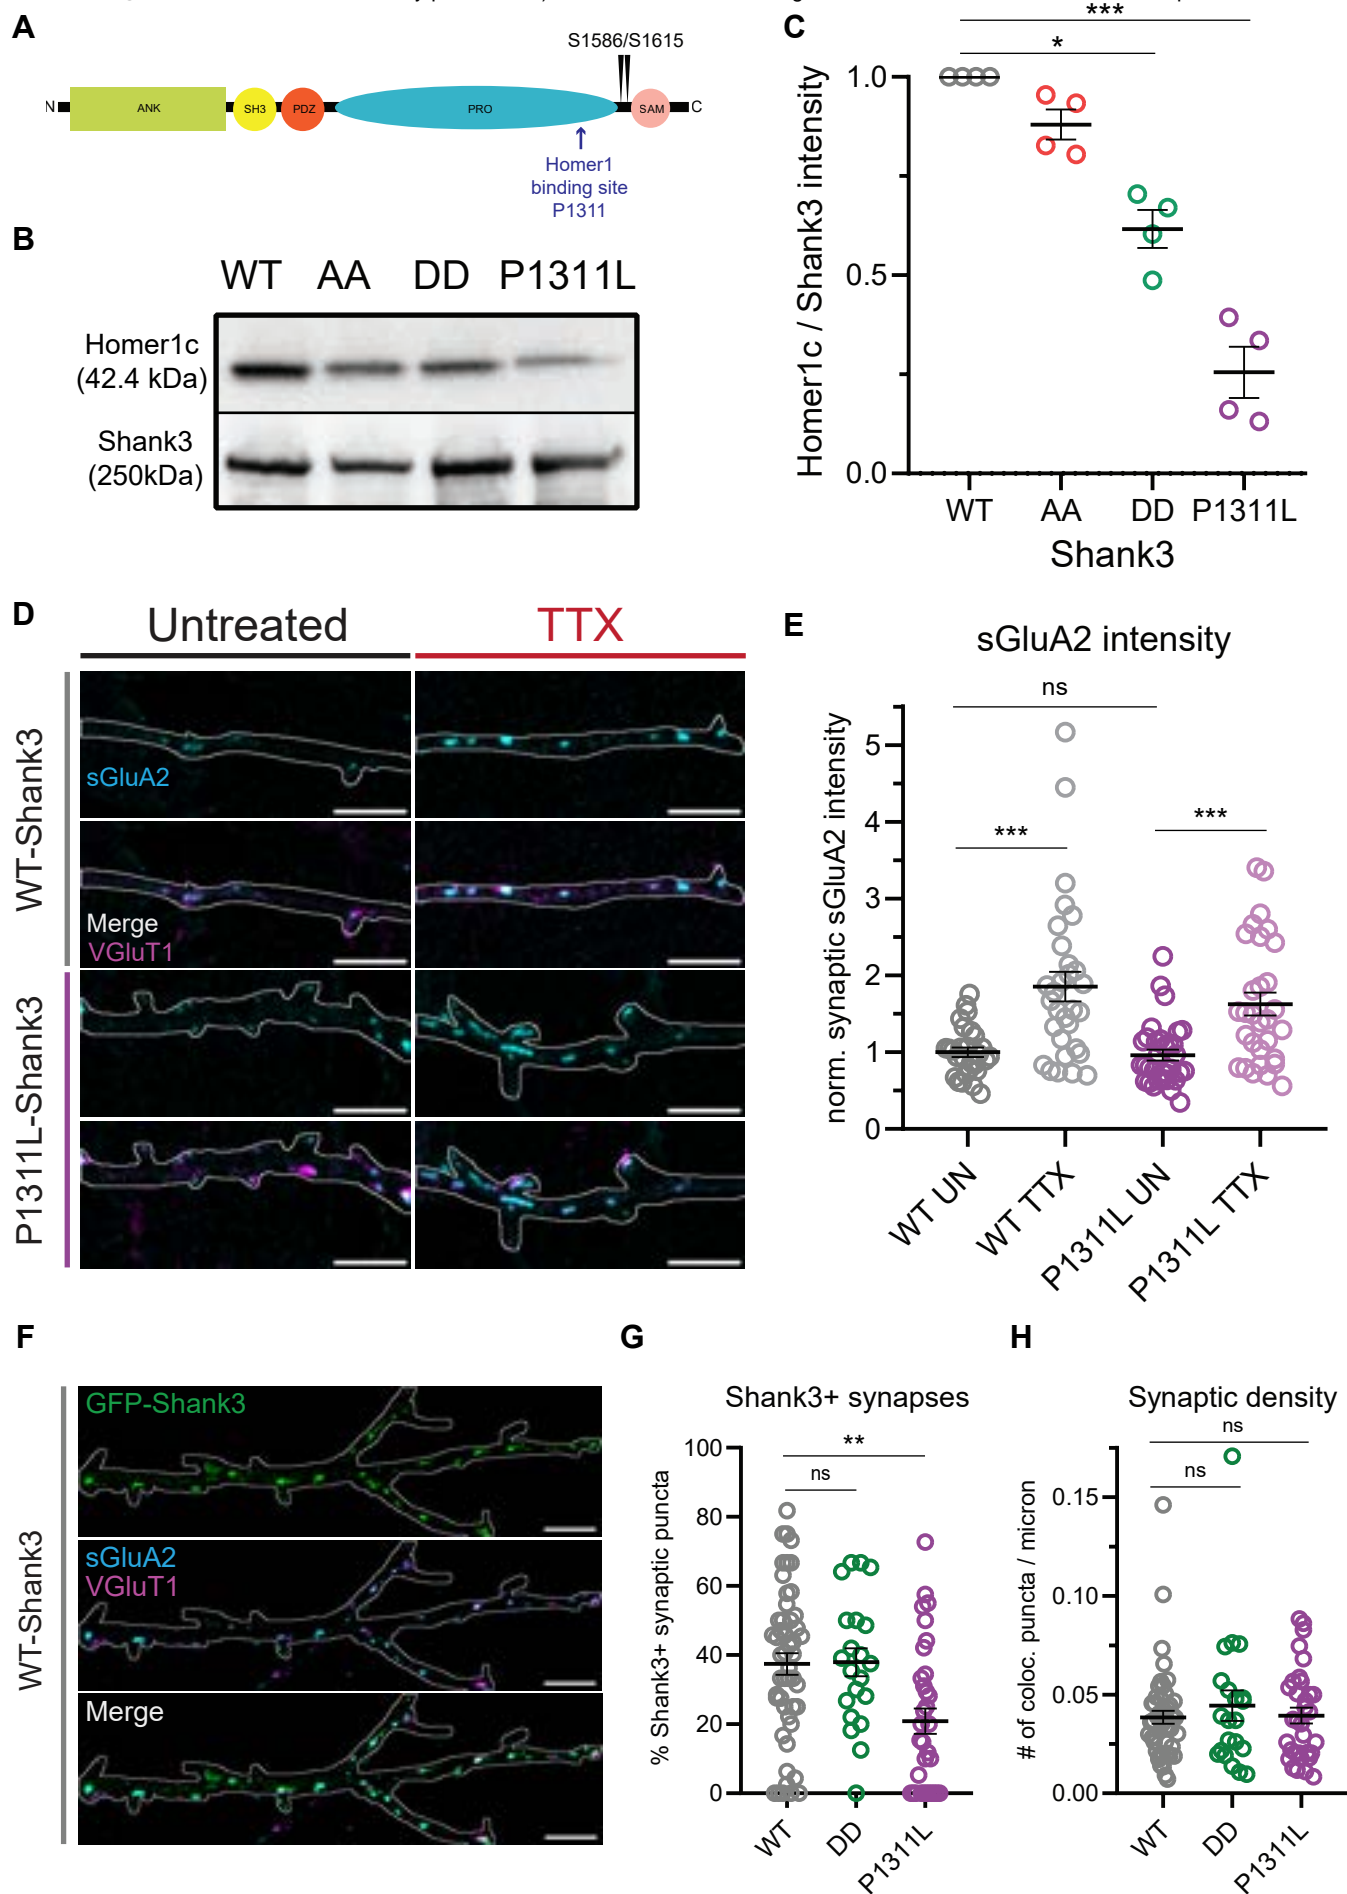 A
S1586/S1615
N
ANK
SH3
PDZ
PRO
SAM
C
Homer1
binding site
P1311
B
WT AA DD P1311L
Homer1c
(42.4 kDa)
Shank3
(250kDa)
C
***
*
Homer1c / Shank3 intensity
1.0
0.5
0.0
WT AA DD P1311L
Shank3
D
Untreated
TTX
WT-Shank3
sGluA2
Merge
VGluT1
P1311L-Shank3
E
sGluA2 intensity
ns
***
***
norm. synaptic sGluA2 intensity
5
4
3
2
1
0
WT UN
WT TTX
P1311L UN
P1311L TTX
F
WT-Shank3
GFP-Shank3
sGluA2
VGluT1
Merge
G
Shank3+ synapses
**
ns
% Shank3+ synaptic puncta
100
80
60
40
20
0
WT
DD
P1311L
H
Synaptic density
ns
ns
# of coloc. puncta / micron
0.15
0.10
0.05
0.00
WT
DD
P1311L